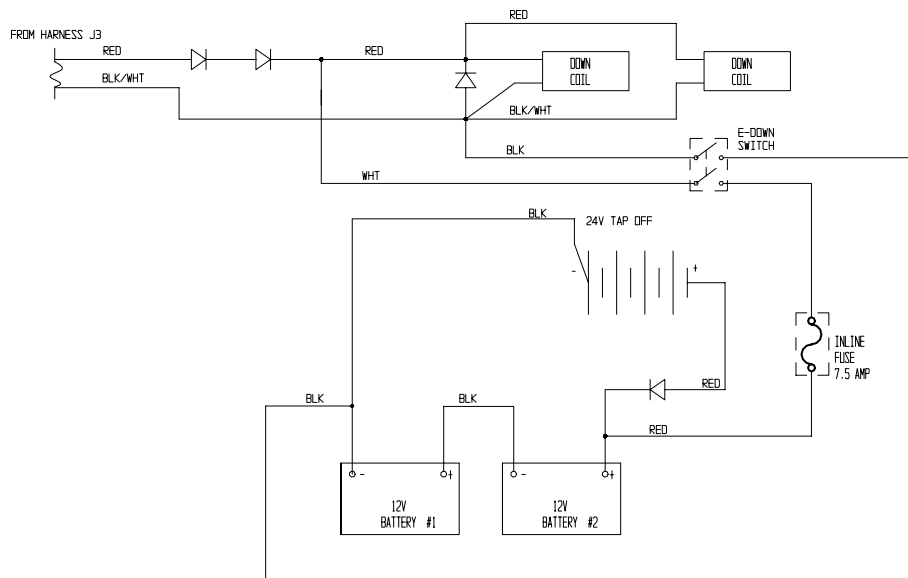 RED
FROM HARNESS J3
RED
RED
DOWN
COIL
DOWN
COIL
BLK/WHT
BLK/WHT
E-DOWN
SWITCH
BLK
WHT
BLK
24V TAP OFF
- +
INLINE
FUSE
7.5 AMP
RED
BLK
BLK
RED
- +
- +
12V
BATTERY #1
12V
BATTERY #2